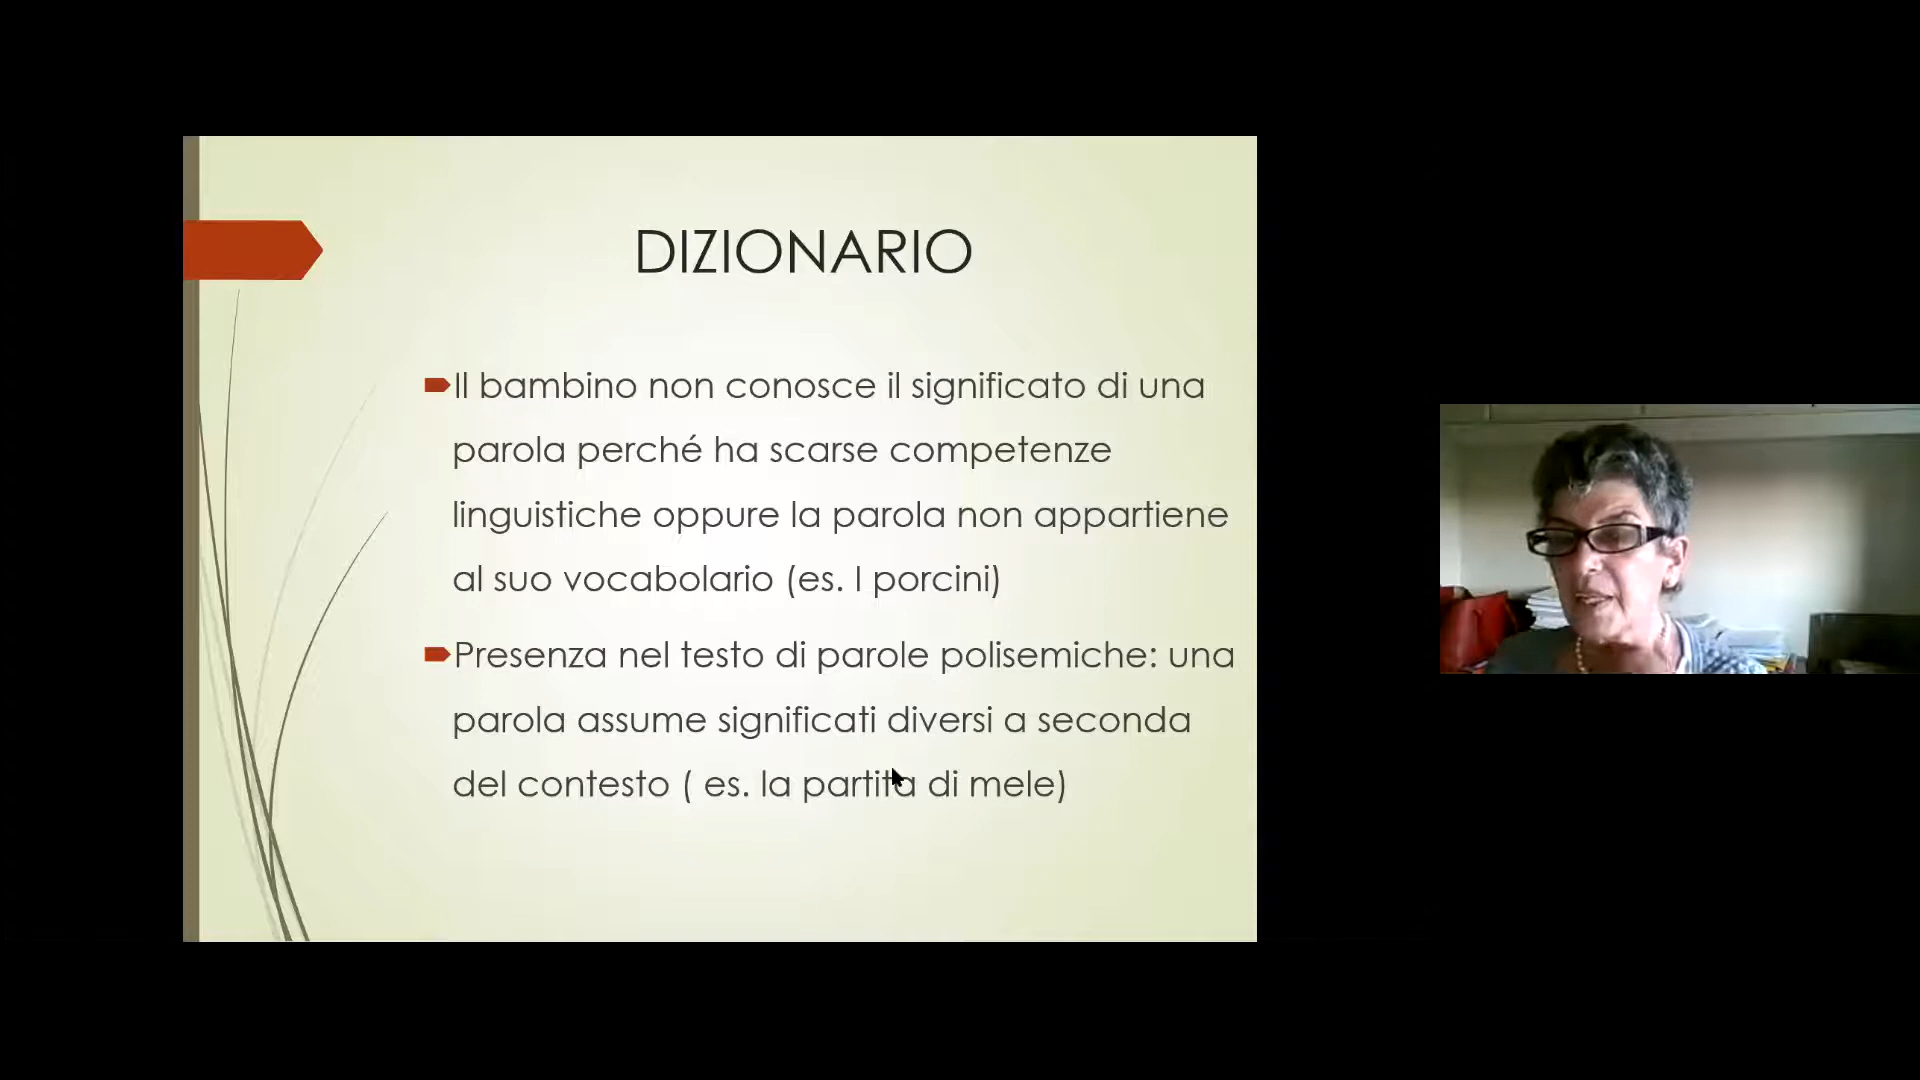 DIZIONARIO
Il bambino non conosce il significato di una
parola perché ha scarse competenze
linguistiche oppure la parola non appartiene
al suo vocabolario (es. I porcini)
Presenza nel testo di parole polisemiche: una
parola assume significati diversi a seconda
del contesto ( es. la partita di mele)